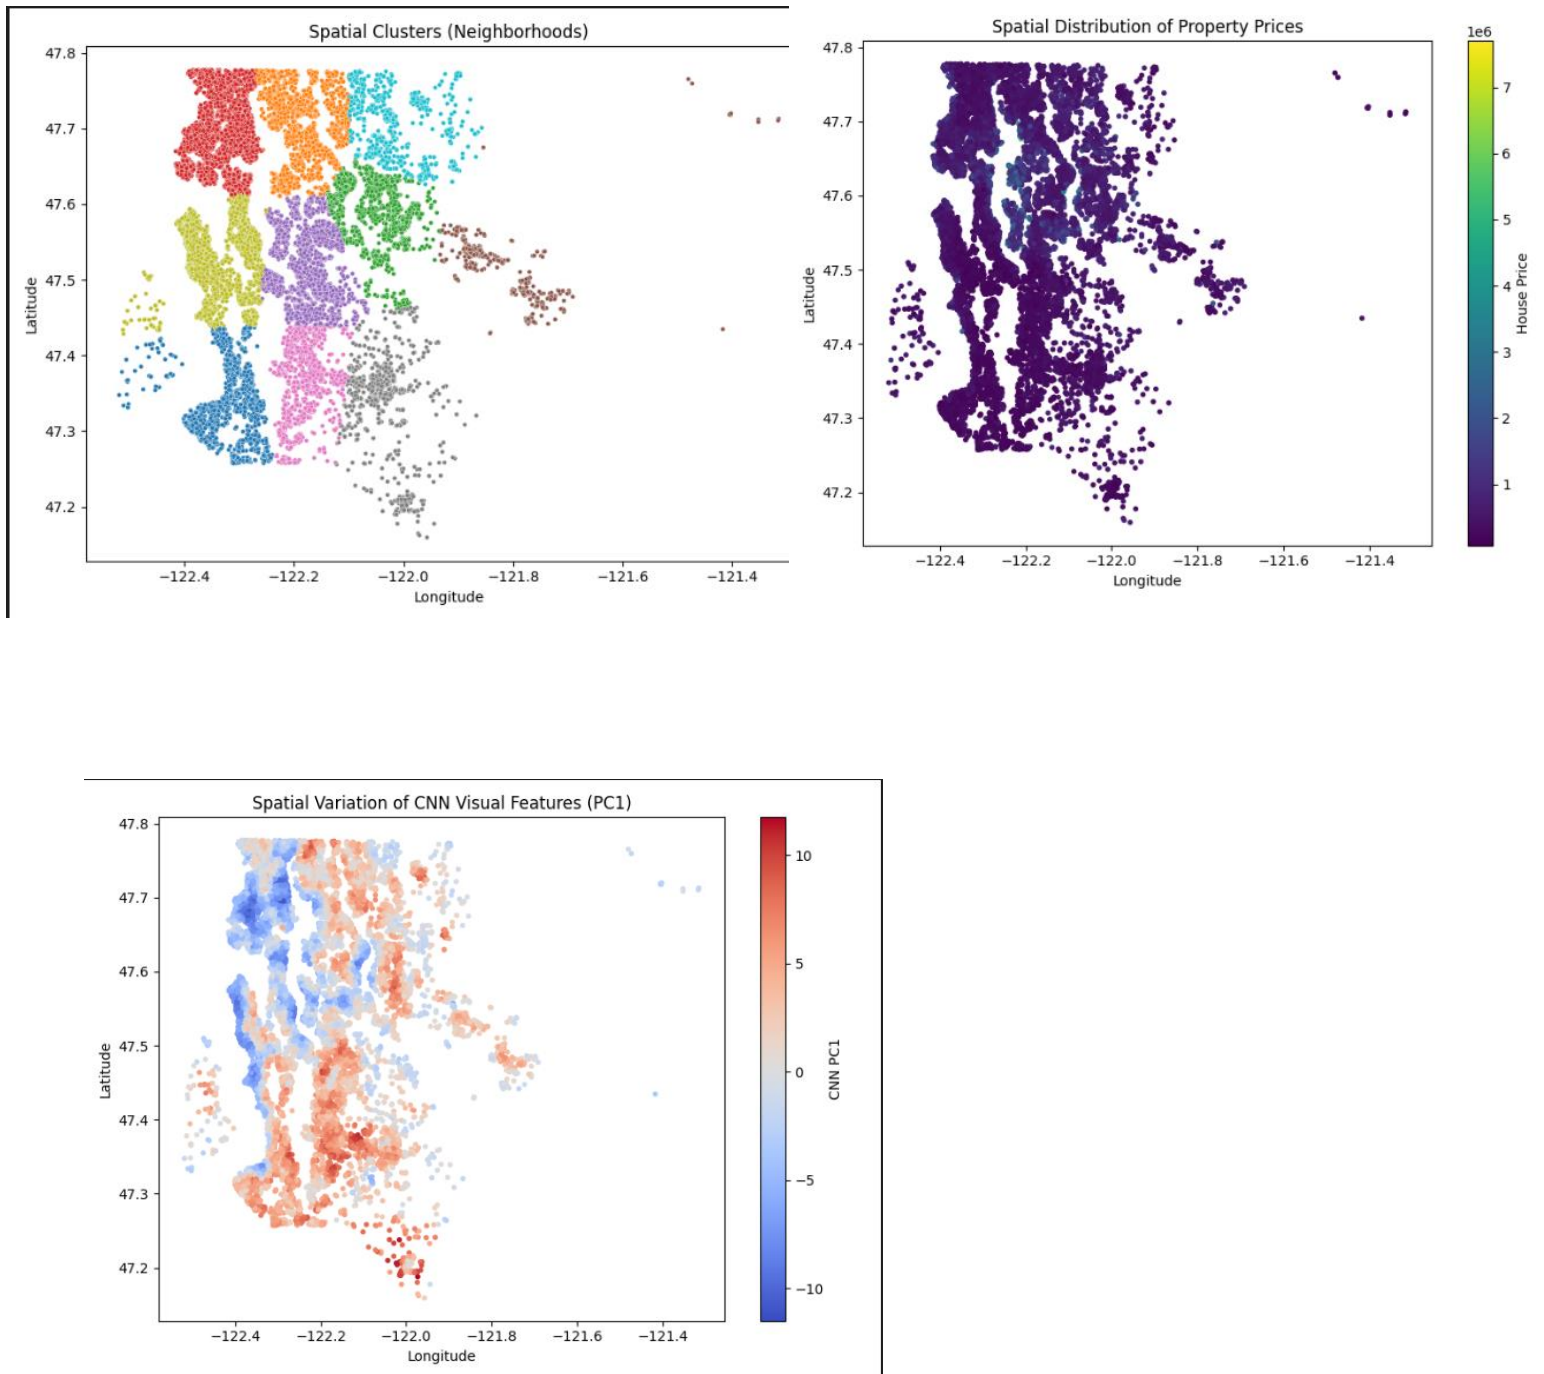 Spatial Clusters (Neighborhoods)
47.8
47.7
47.6
47.5
47.4
47.3
47.2
Latitude
−122.4 −122.2 −122.0 −121.8 −121.6 −121.4
Longitude
Spatial Distribution of Property Prices
47.8
47.7
47.6
47.5
47.4
47.3
47.2
Latitude
−122.4 −122.2 −122.0 −121.8 −121.6 −121.4
Longitude
1e6
7
6
5
4
3
2
1
House Price
Spatial Variation of CNN Visual Features (PC1)
47.8
47.7
47.6
47.5
47.4
47.3
47.2
Latitude
−122.4 −122.2 −122.0 −121.8 −121.6 −121.4
Longitude
10
5
0
−5
−10
CNN PC1